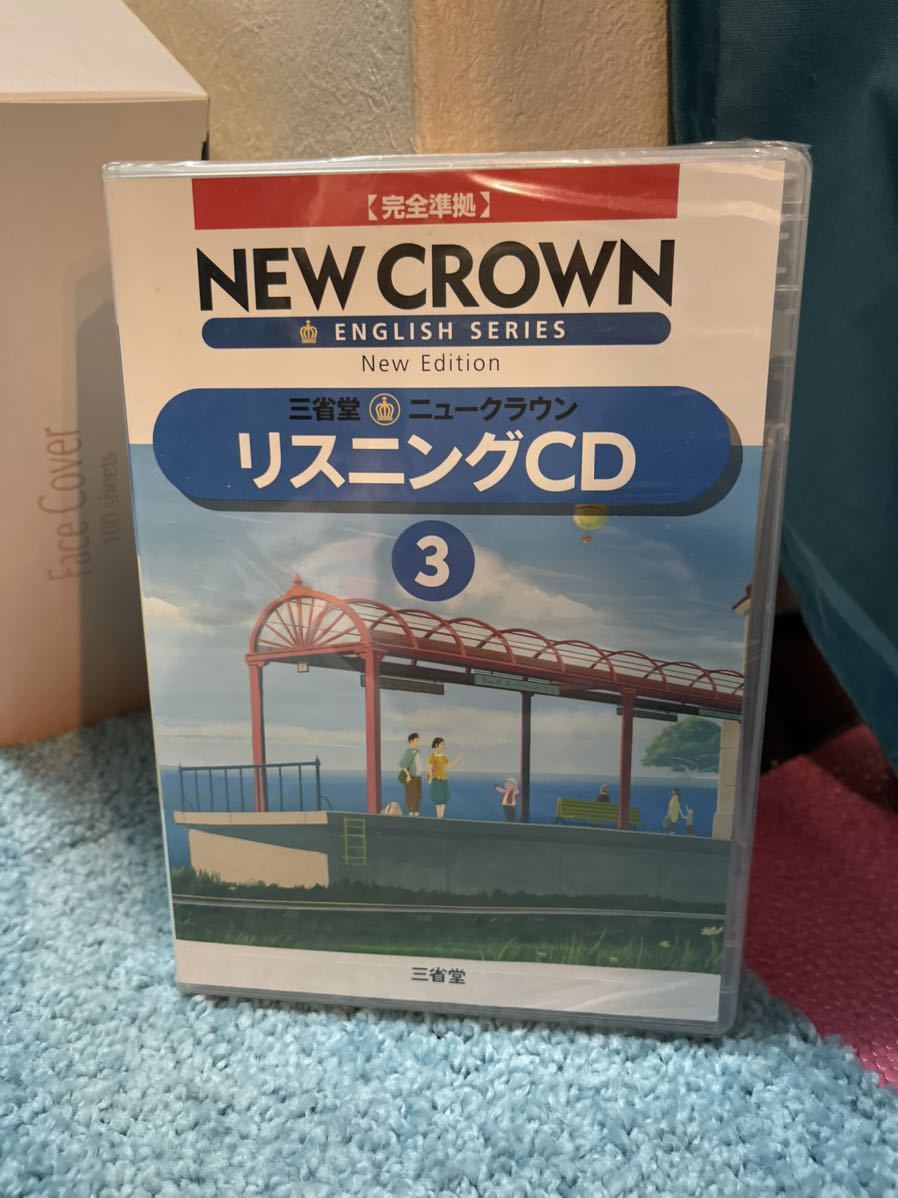 【完全準拠】
NEW CROWN
ENGLISH SERIES
New Edition
三省堂 ニュークラウン
リスニングCD
3
三省堂
Face Cover
100 sheets